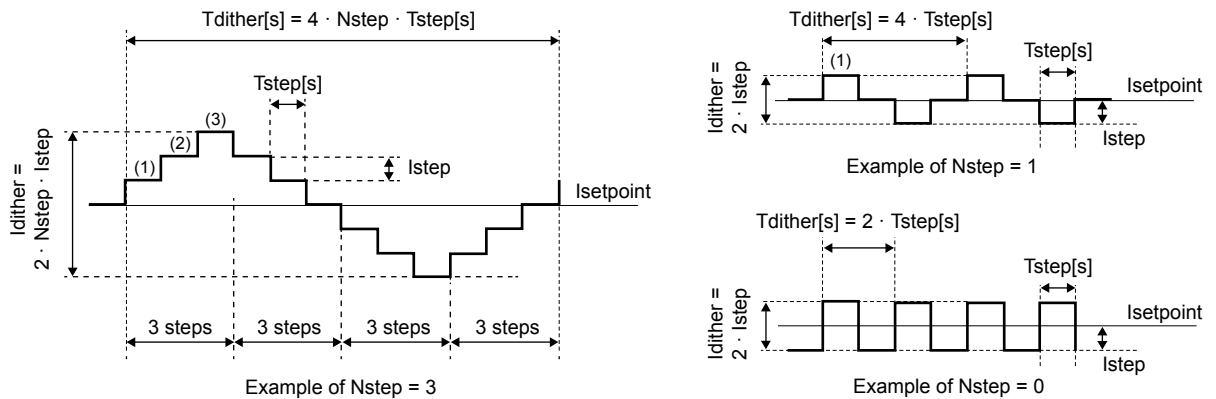 Tdither[s] = 4 · Nstep · Tstep[s]
Tstep[s]
(1)
(2)
(3)
Idither =
2 · Nstep · Istep
Istep
Isetpoint
3 steps
3 steps
3 steps
3 steps
Example of Nstep = 3
Tdither[s] = 4 · Tstep[s]
(1)
Tstep[s]
Idither =
2 · Istep
Isetpoint
Istep
Example of Nstep = 1
Tdither[s] = 2 · Tstep[s]
Tstep[s]
Idither =
2 · Istep
Isetpoint
Istep
Example of Nstep = 0